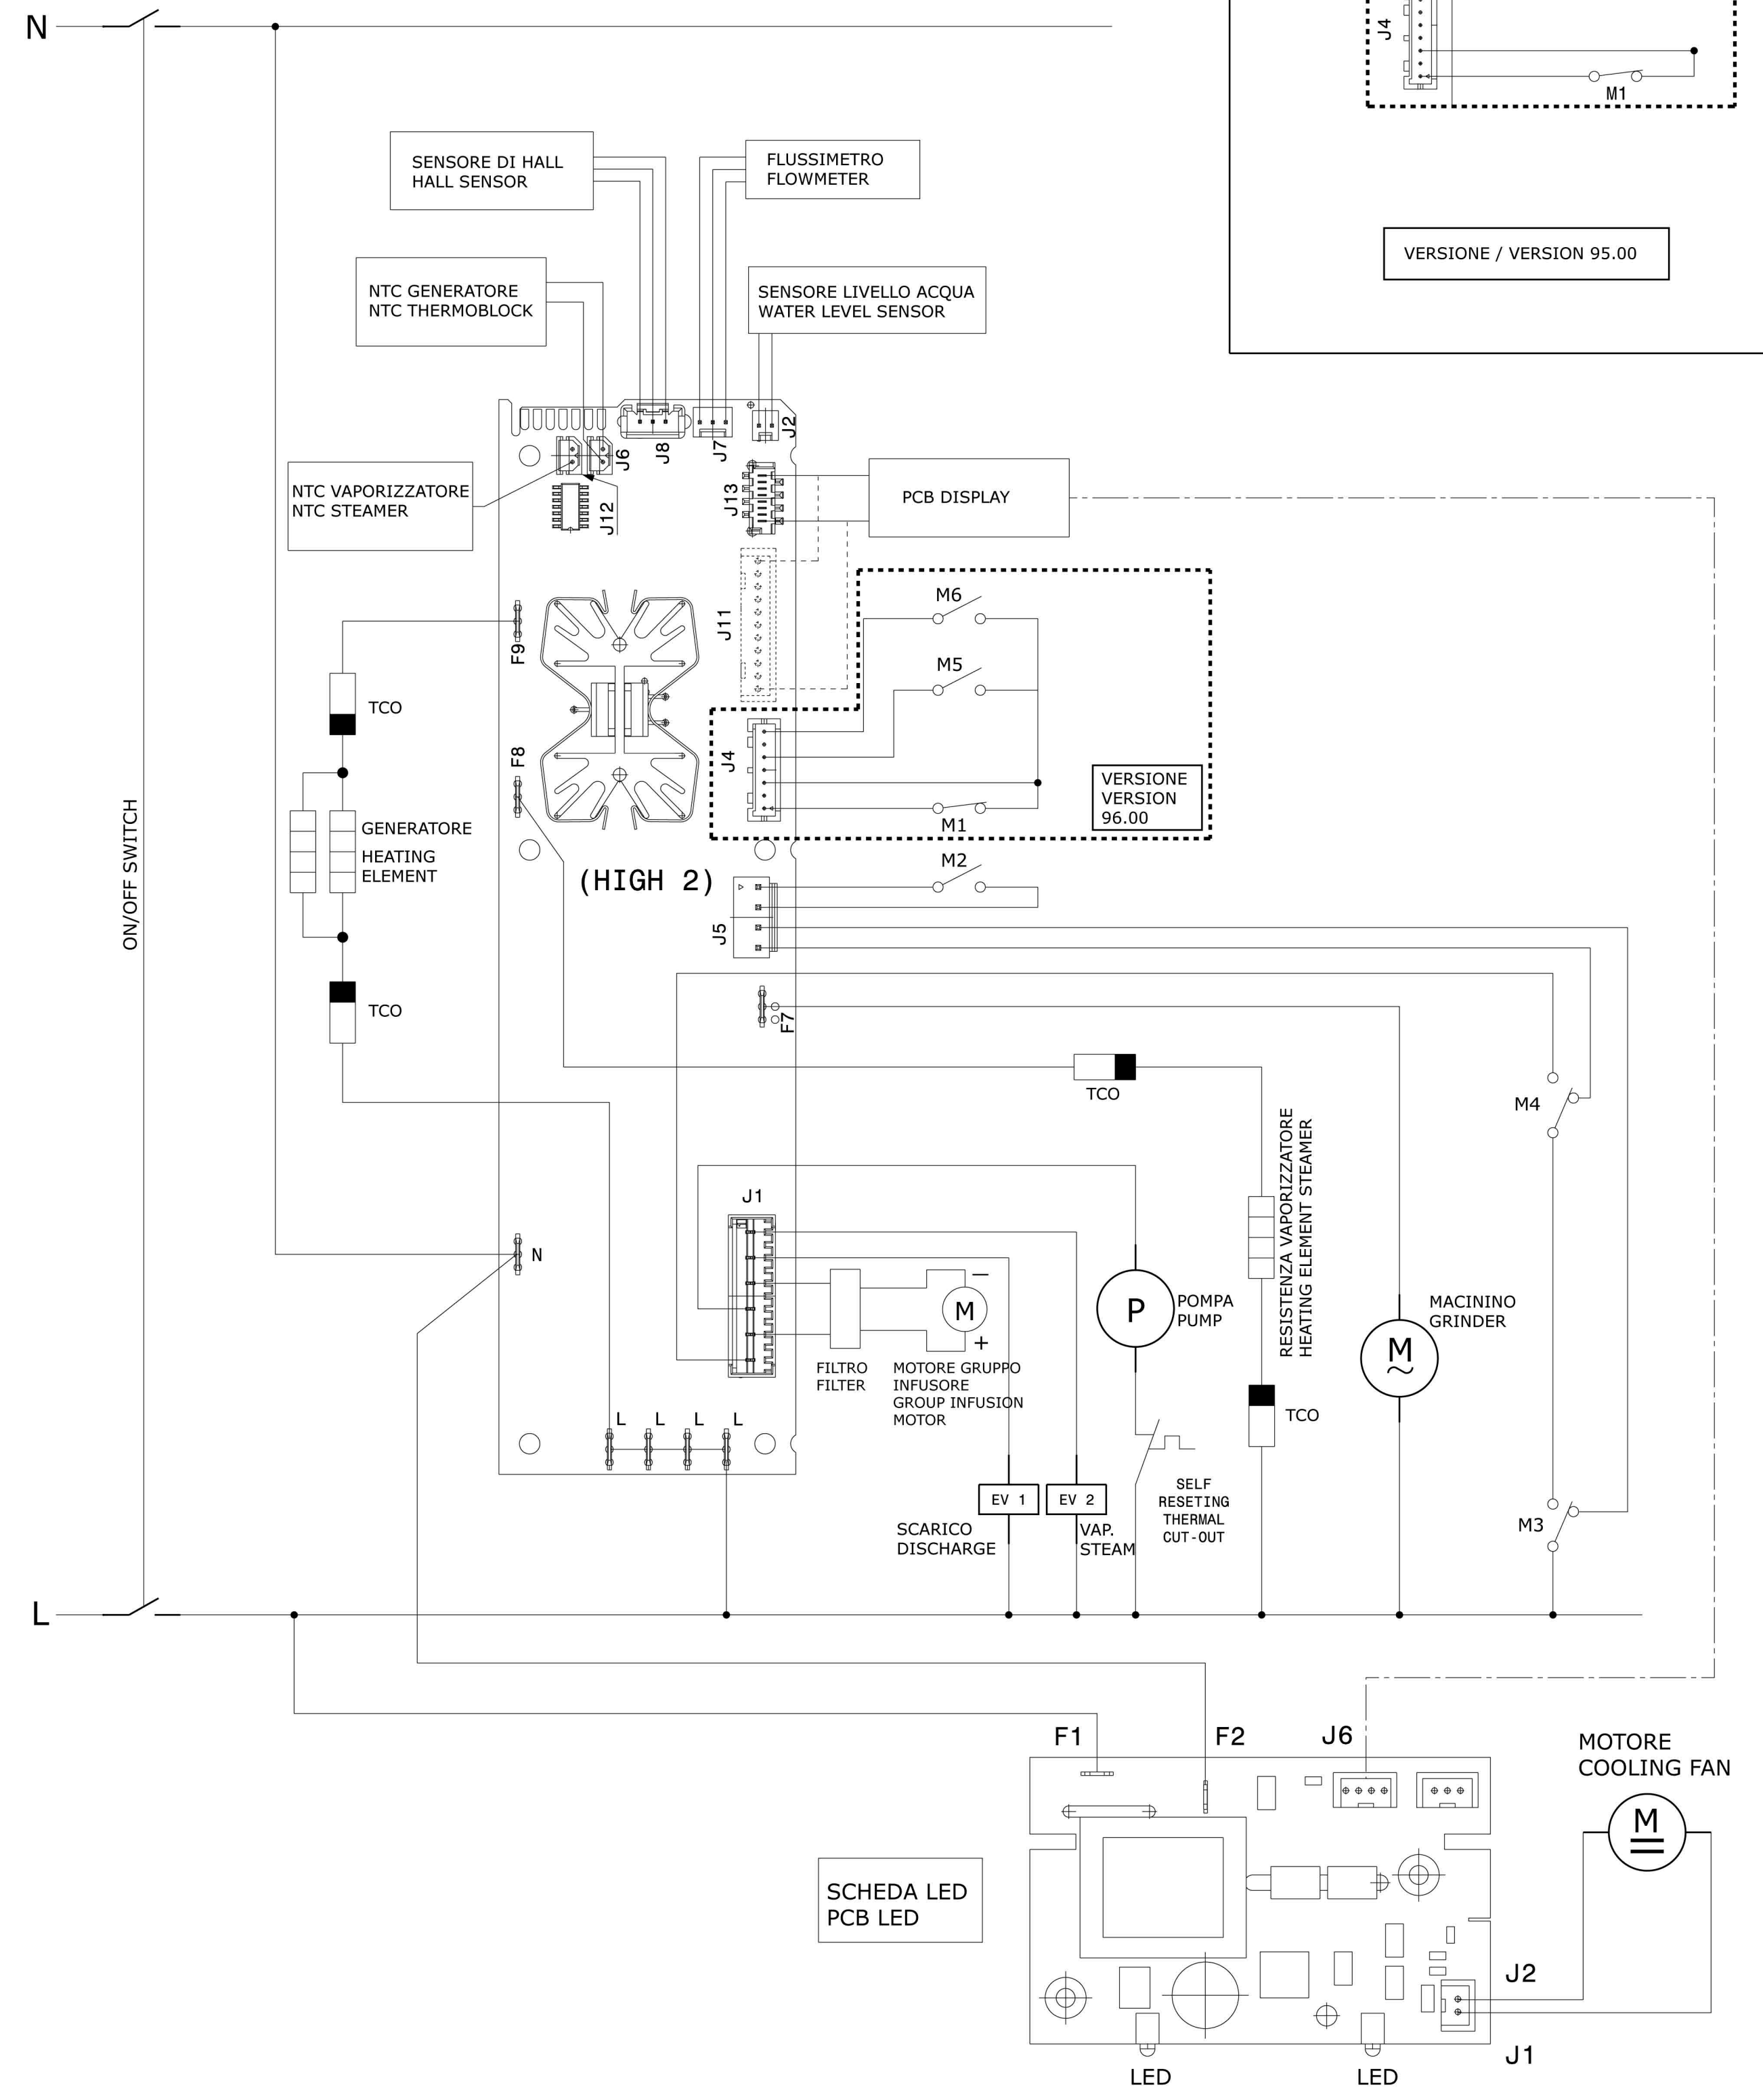 N
J4
M1
SENSORE DI HALL
HALL SENSOR
FLUSSIMETRO
FLOWMETER
VERSIONE / VERSION 95.00
NTC GENERATORE
NTC THERMOBLOCK
SENSORE LIVELLO ACQUA
WATER LEVEL SENSOR
J6
J8
J7
J2
NTC VAPORIZZATORE
NTC STEAMER
J12
J13
PCB DISPLAY
J11
M6
M5
F9
TCO
F8
J4
VERSIONE
VERSION
96.00
M1
ON/OFF SWITCH
GENERATORE
HEATING
ELEMENT
(HIGH 2)
M2
J5
TCO
F7
TCO
M4
RESISTENZA VAPORIZZATORE
HEATING ELEMENT STEAMER
J1
N
M
P
POMPA
PUMP
MACININO
GRINDER
M
~
–
+
FILTRO
FILTER
MOTORE GRUPPO
INFUSORE
GROUP INFUSION
MOTOR
L
L
L
L
TCO
EV 1
EV 2
SCARICO
DISCHARGE
VAP.
STEAM
SELF
RESETING
THERMAL
CUT-OUT
M3
L
F1
F2
J6
MOTORE
COOLING FAN
M
SCHEDA LED
PCB LED
J2
J1
LED
LED